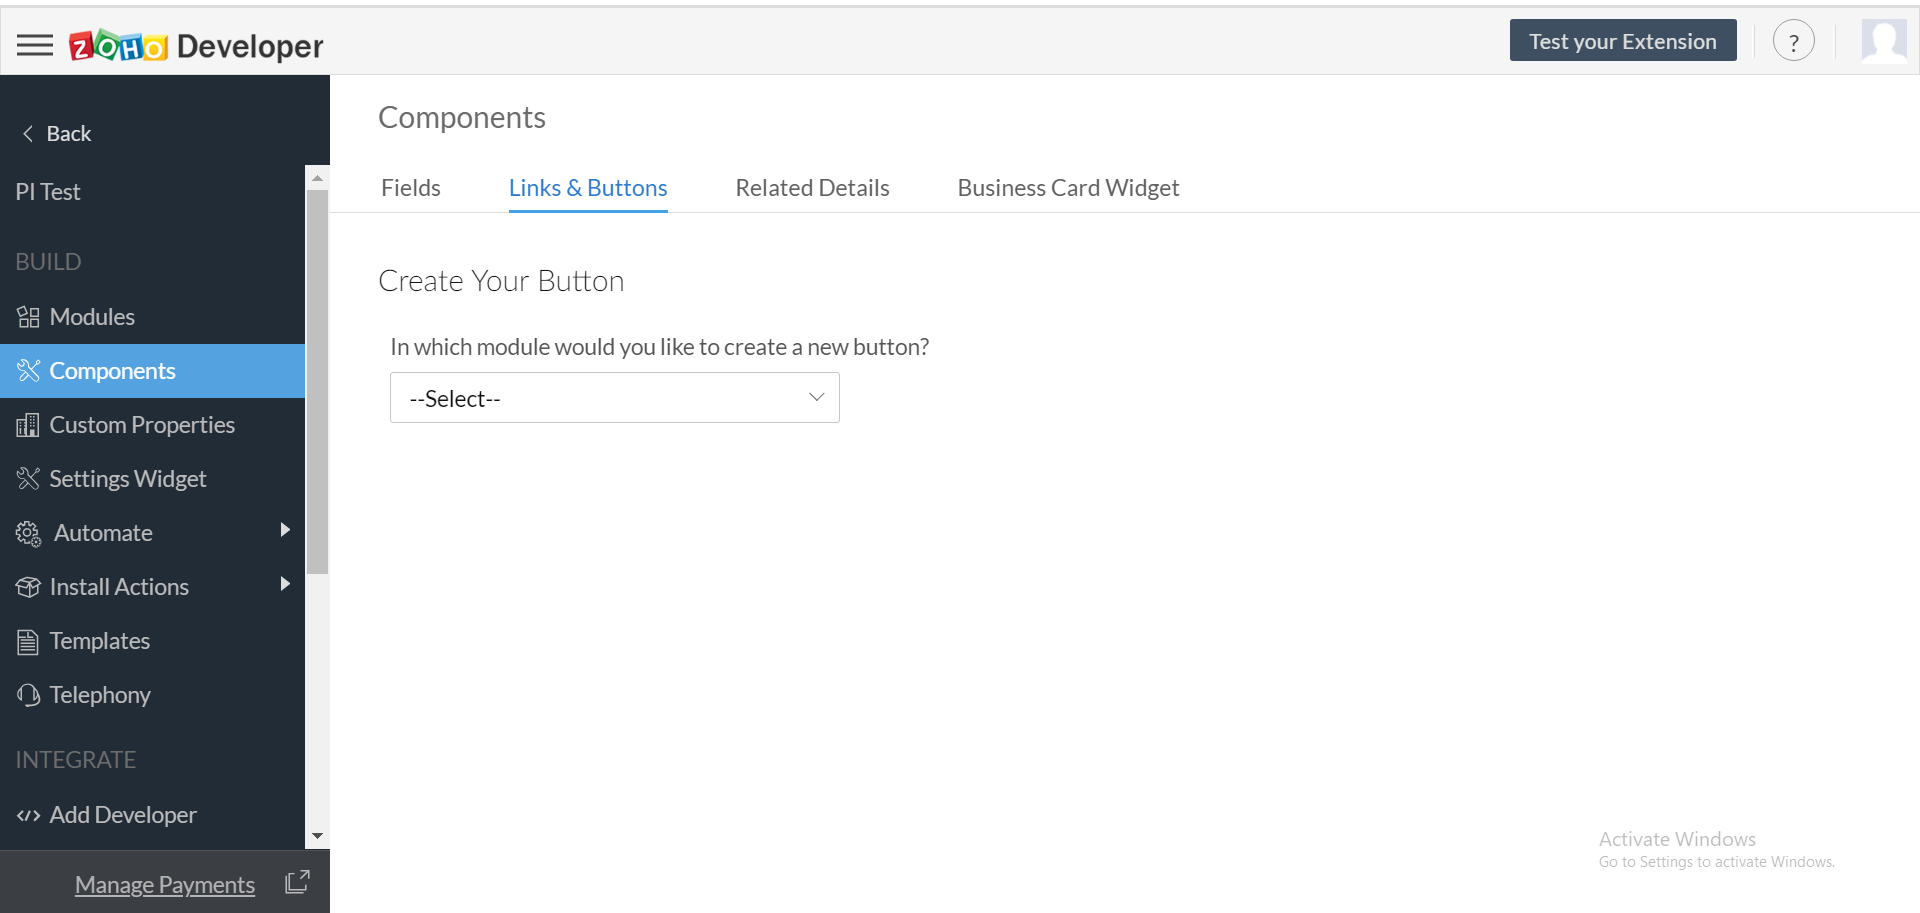 ZOHO Developer
Test your Extension
?
Back
PI Test
BUILD
Modules
Components
Custom Properties
Settings Widget
Automate
Install Actions
Templates
Telephony
INTEGRATE
</> Add Developer
Manage Payments
Components
Fields
Links & Buttons
Related Details
Business Card Widget
Create Your Button
In which module would you like to create a new button?
--Select--
Activate Windows
Go to Settings to activate Windows.